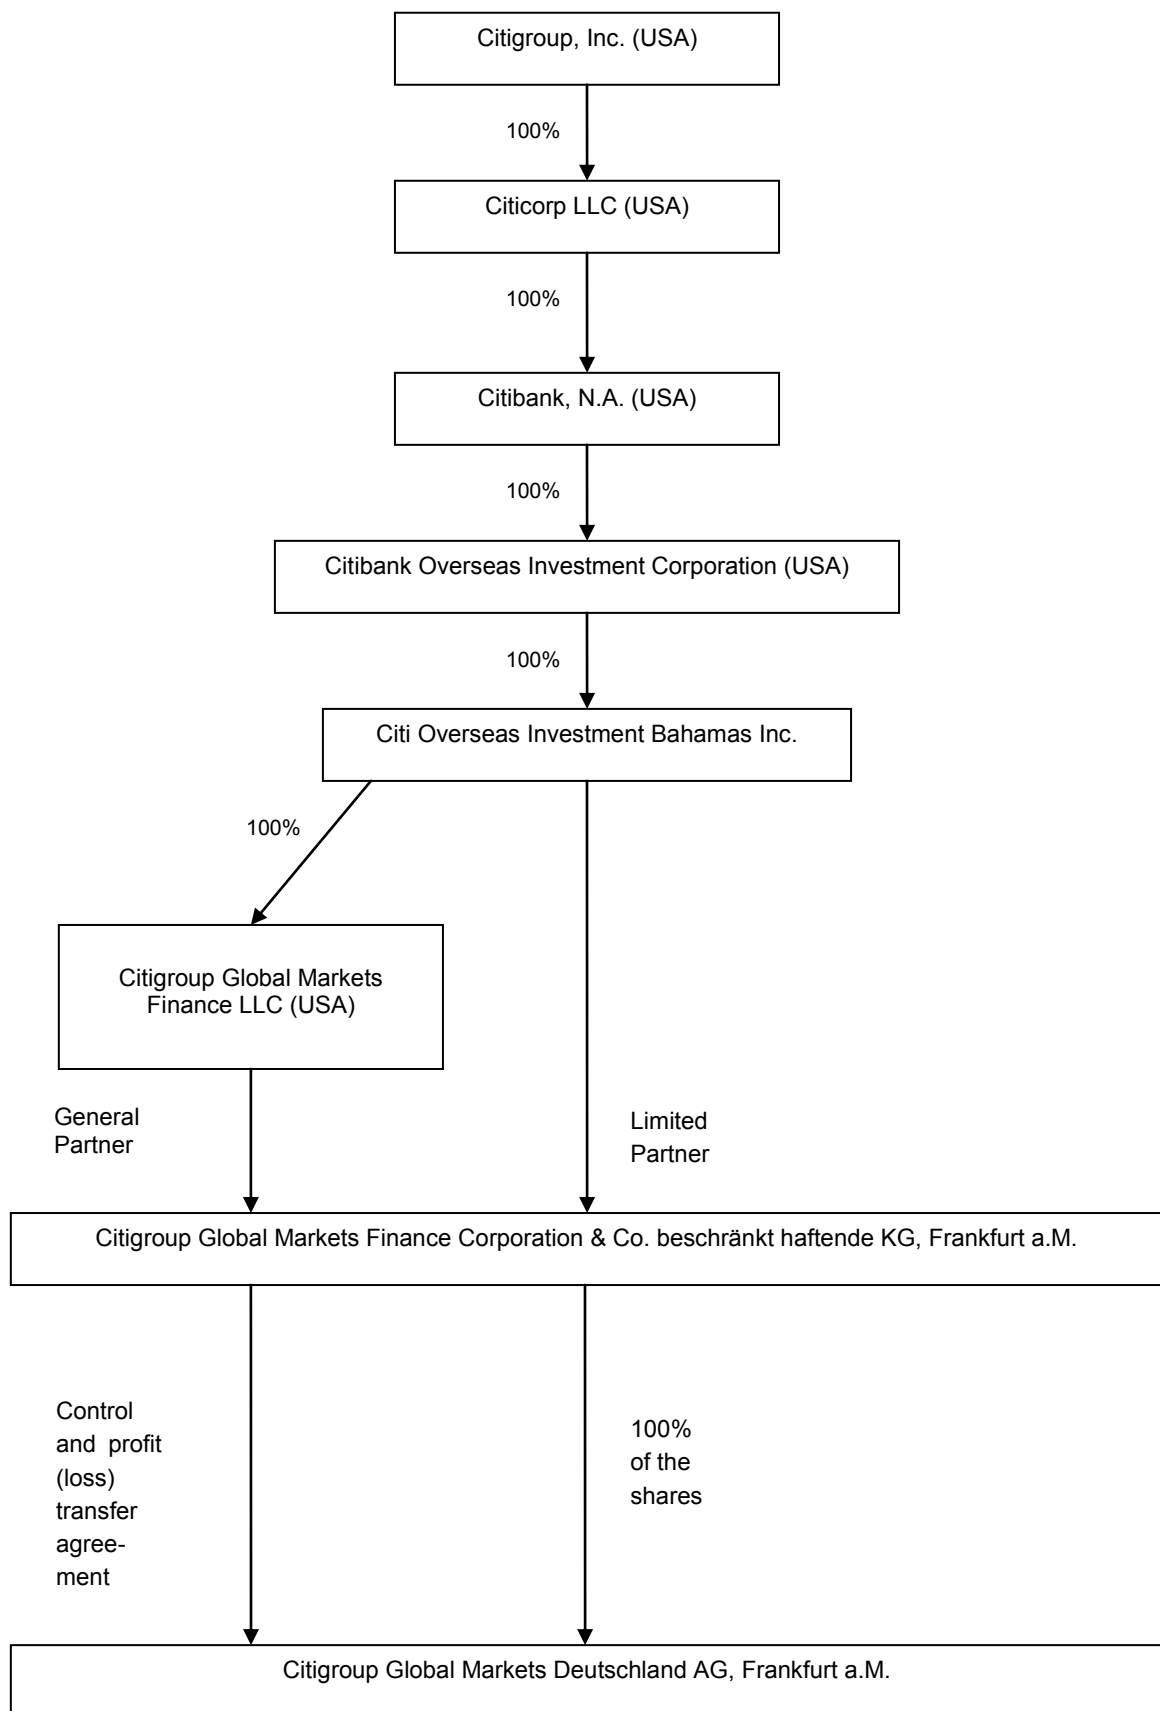 Citigroup, Inc. (USA)
100%
Citicorp LLC (USA)
100%
Citibank, N.A. (USA)
100%
Citibank Overseas Investment Corporation (USA)
100%
Citi Overseas Investment Bahamas Inc.
100%
Citigroup Global Markets
Finance LLC (USA)
General
Partner
Limited
Partner
Citigroup Global Markets Finance Corporation & Co. beschränkt haftende KG, Frankfurt a.M.
Control
and profit
(loss)
transfer
agree-
ment
100%
of the
shares
Citigroup Global Markets Deutschland AG, Frankfurt a.M.